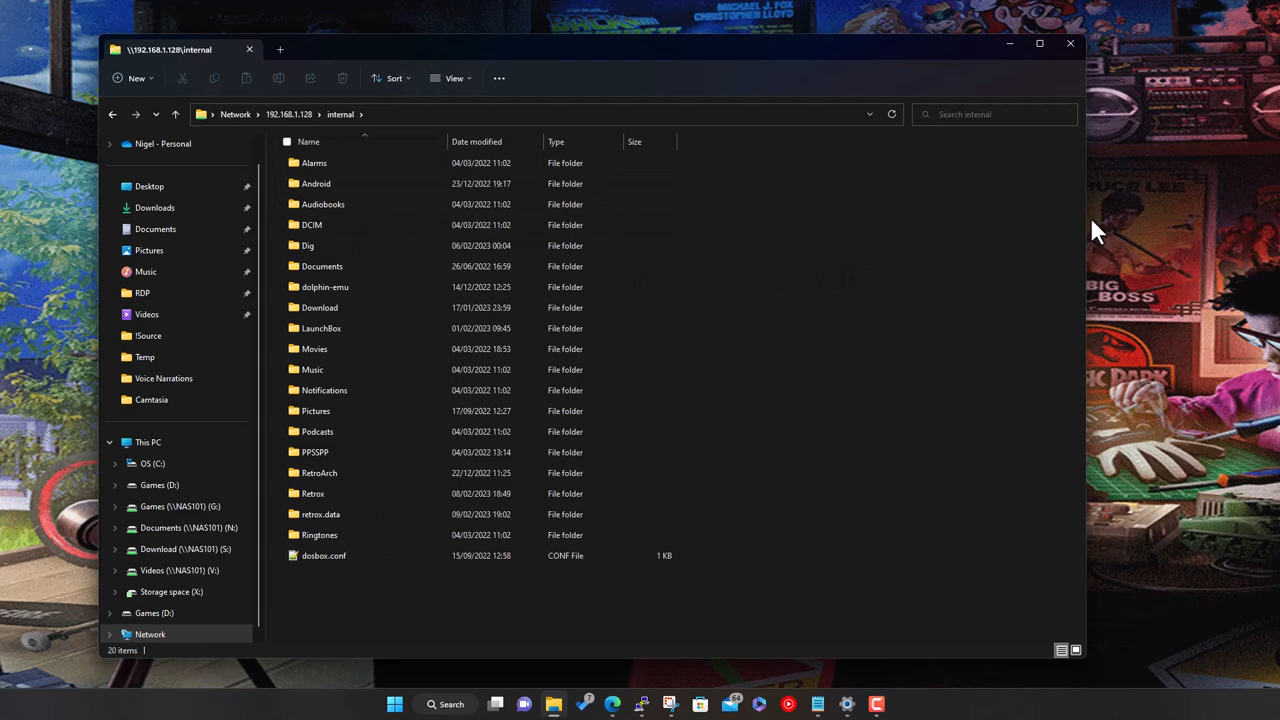 MICHAEL J. FOX
CHRISTOPHER LLOYD
\\192.168.1.128\internal
New
Sort
View
Network
192.168.1.128
internal
Search internal
Name
Date modified
Type
Size
Nigel - Personal
Desktop
Downloads
Documents
Pictures
Music
RDP
Videos
!Source
Temp
Voice Narrations
Camtasia
This PC
OS (C:)
Games (D:)
Games (\\NAS101) (G:)
Documents (\\NAS101) (N:)
Download (\\NAS101) (S:)
Videos (\\NAS101) (V:)
Storage space (X:)
Games (D:)
Network
Alarms 04/03/2022 11:02 File folder
Android 23/12/2022 19:17 File folder
Audiobooks 04/03/2022 11:02 File folder
DCIM 04/03/2022 11:02 File folder
Dig 06/02/2023 00:04 File folder
Documents 26/06/2022 16:59 File folder
dolphin-emu 14/12/2022 12:25 File folder
Download 17/01/2023 23:59 File folder
LaunchBox 01/02/2023 09:45 File folder
Movies 04/03/2022 18:53 File folder
Music 04/03/2022 11:02 File folder
Notifications 04/03/2022 11:02 File folder
Pictures 17/09/2022 12:27 File folder
Podcasts 04/03/2022 11:02 File folder
PPSSPP 04/03/2022 13:14 File folder
RetroArch 22/12/2022 11:25 File folder
Retrox 08/02/2023 18:49 File folder
retrox.data 09/02/2023 19:02 File folder
Ringtones 04/03/2022 11:02 File folder
dosbox.conf 15/09/2022 12:58 CONF File 1 KB
20 items
BIG
BOSS
Search
7
64